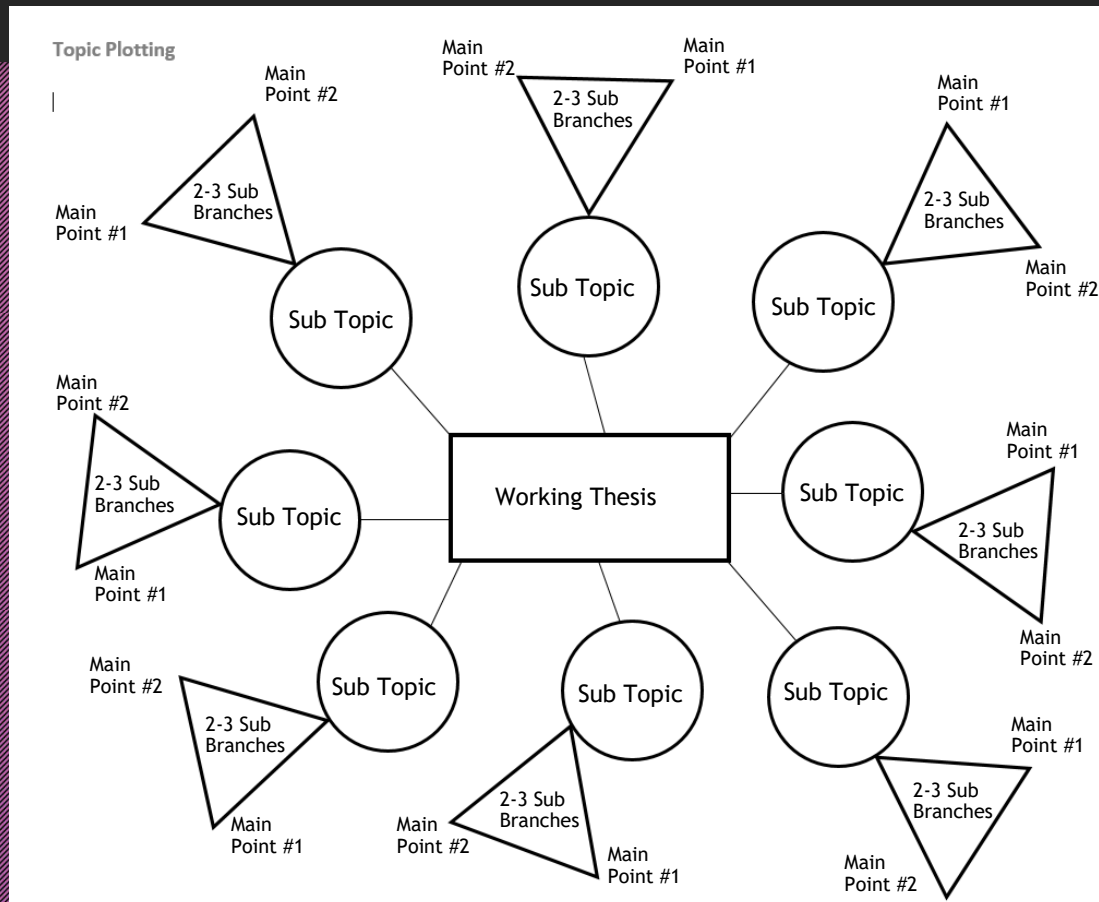 Topic Plotting
Main
Point #2
Main
Point #1
2-3 Sub
Branches
Sub Topic
Main
Point #2
Main
Point #1
2-3 Sub
Branches
Sub Topic
Main
Point #1
2-3 Sub
Branches
Main
Point #2
Sub Topic
Main
Point #2
2-3 Sub
Branches
Main
Point #1
Sub Topic
Working Thesis
Sub Topic
Main
Point #1
2-3 Sub
Branches
Main
Point #2
Main
Point #2
2-3 Sub
Branches
Main
Point #1
Sub Topic
Sub Topic
2-3 Sub
Branches
Main
Point #2
Main
Point #1
Sub Topic
Main
Point #1
2-3 Sub
Branches
Main
Point #2